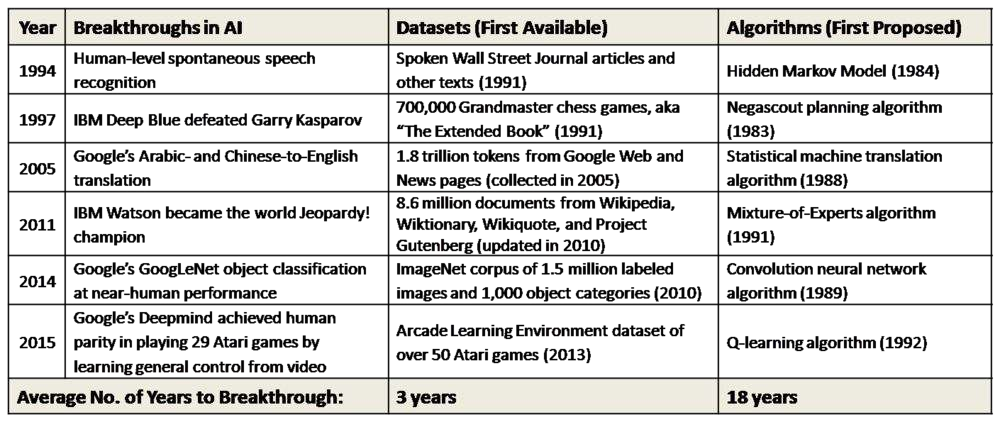 Year Breakthroughs in AI Datasets (First Available) Algorithms (First Proposed)
1994
Human-level spontaneous speech
recognition
Spoken Wall Street Journal articles and
other texts (1991)
Hidden Markov Model (1984)
1997
IBM Deep Blue defeated Garry Kasparov
700,000 Grandmaster chess games, aka
“The Extended Book” (1991)
Negascout planning algorithm
(1983)
2005
Google’s Arabic- and Chinese-to-English
translation
1.8 trillion tokens from Google Web and
News pages (collected in 2005)
Statistical machine translation
algorithm (1988)
2011
IBM Watson became the world Jeopardy!
champion
8.6 million documents from Wikipedia,
Wiktionary, Wikiquote, and Project
Gutenberg (updated in 2010)
Mixture-of-Experts algorithm
(1991)
2014
Google’s GoogLeNet object classification
at near-human performance
ImageNet corpus of 1.5 million labeled
images and 1,000 object categories (2010)
Convolution neural network
algorithm (1989)
2015
Google’s Deepmind achieved human
parity in playing 29 Atari games by
learning general control from video
Arcade Learning Environment dataset of
over 50 Atari games (2013)
Q-learning algorithm (1992)
Average No. of Years to Breakthrough: 3 years 18 years